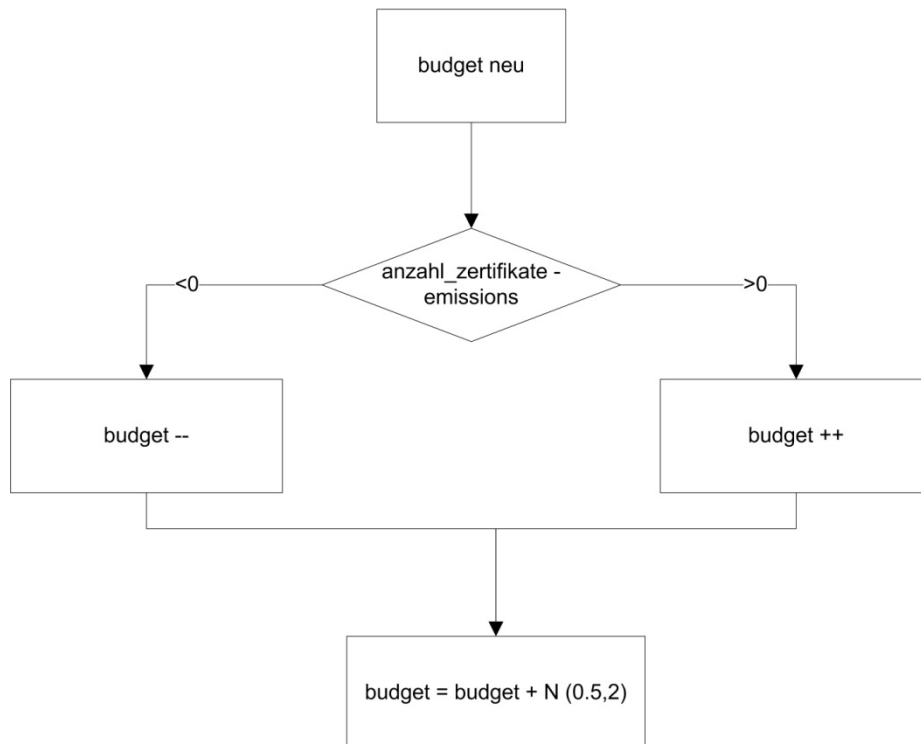 budget neu
anzahl_zertifikate -
emissions
<0
>0
budget --
budget ++
budget = budget + N (0.5,2)